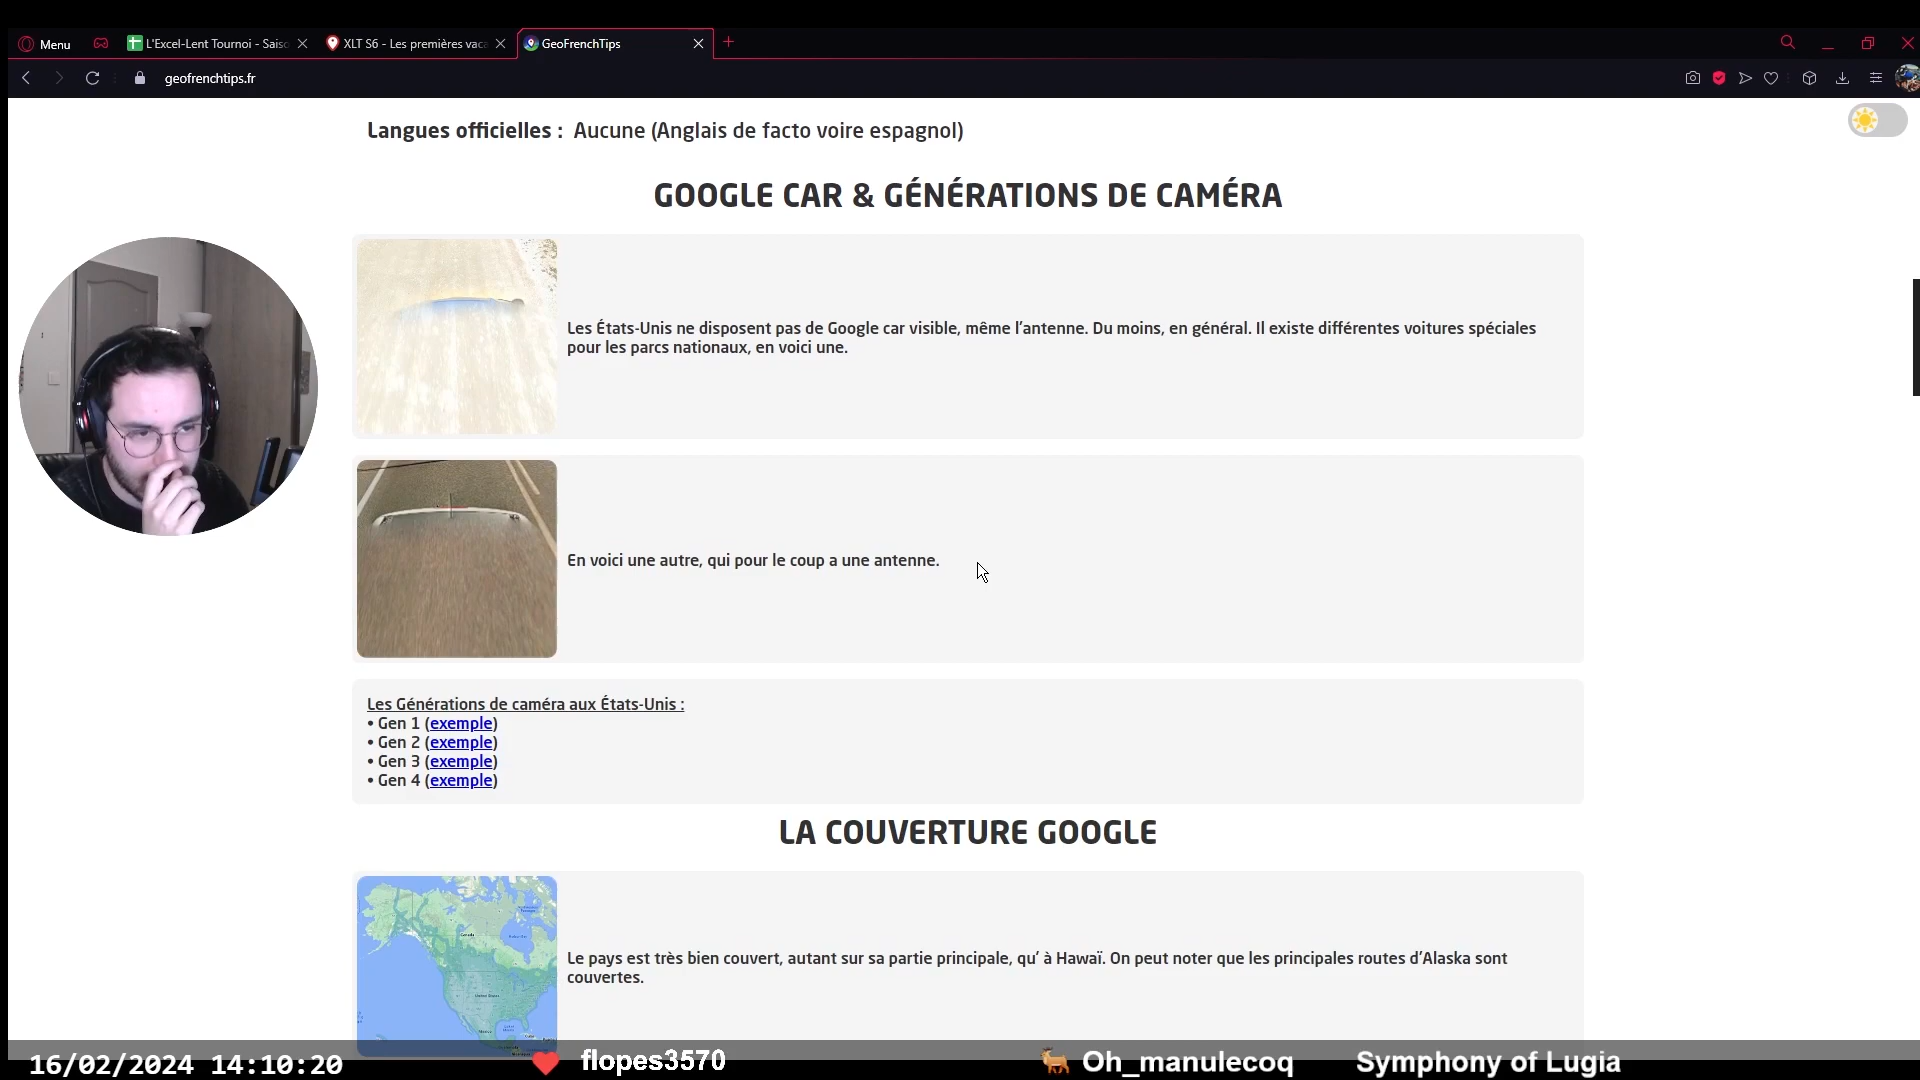 Menu
L'Excel-Lent Tournoi - Saiso
XLT S6 - Les premières vaca
GeoFrenchTips
geofrenchtips.fr
Langues officielles : Aucune (Anglais de facto voire espagnol)
GOOGLE CAR & GÉNÉRATIONS DE CAMÉRA
Les États-Unis ne disposent pas de Google car visible, même l'antenne. Du moins, en général. Il existe différentes voitures spéciales
pour les parcs nationaux, en voici une.
En voici une autre, qui pour le coup a une antenne.
Les Générations de caméra aux États-Unis :
• Gen 1 (exemple)
• Gen 2 (exemple)
• Gen 3 (exemple)
• Gen 4 (exemple)
LA COUVERTURE GOOGLE
Le pays est très bien couvert, autant sur sa partie principale, qu' à Hawaï. On peut noter que les principales routes d'Alaska sont
couvertes.
16/02/2024 14:10:20
flopes3570
Oh_manulecoq
Symphony of Lugia